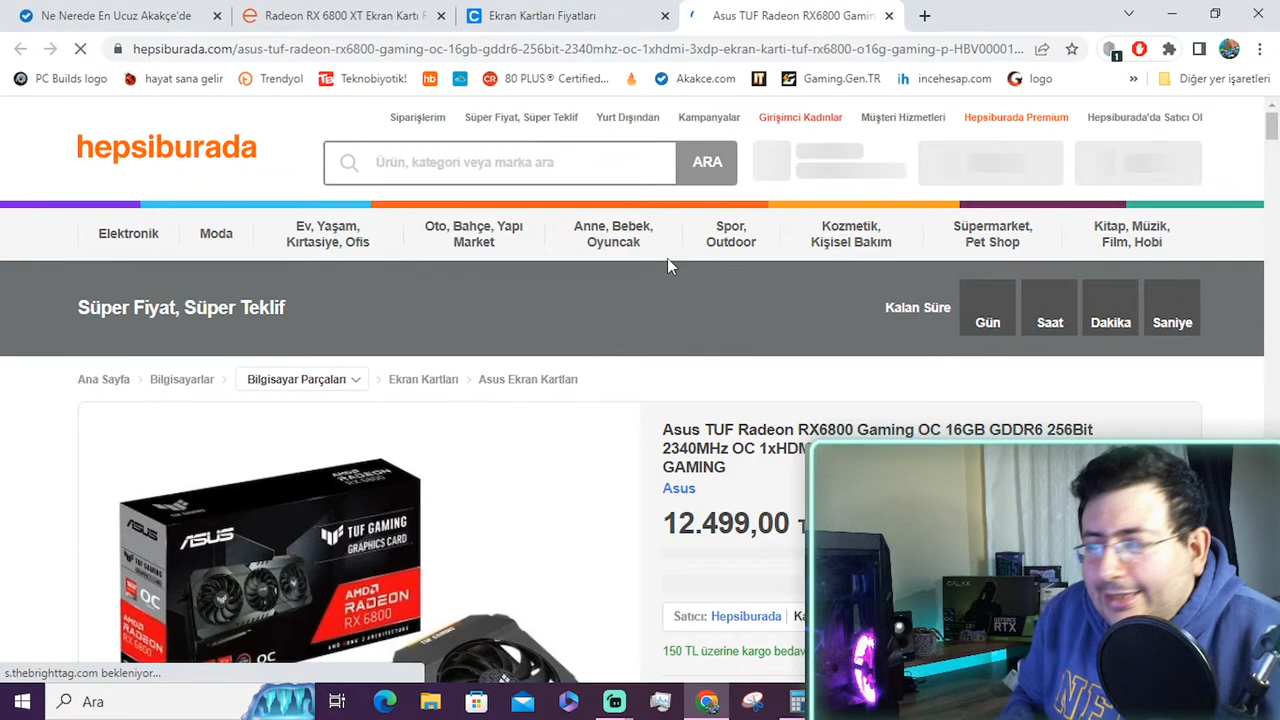 Ne Nerede En Ucuz Akakçe'de
Radeon RX 6800 XT Ekran Kartı F
Ekran Kartları Fiyatları
Asus TUF Radeon RX6800 Gamin
hepsiburada.com/asus-tuf-radeon-rx6800-gaming-oc-16gb-gddr6-256bit-2340mhz-oc-1xhdmi-3xdp-ekran-karti-tuf-rx6800-o16g-gaming-p-HBV00001...
PC Builds logo
hayat sana gelir
Trendyol
Teknobiyotik!
80 PLUS® Certified...
Akakce.com
Gaming.Gen.TR
incehesap.com
logo
»
Diğer yer işaretleri
Siparişlerim
Süper Fiyat, Süper Teklif
Yurt Dışından
Kampanyalar
Girişimci Kadınlar
Müşteri Hizmetleri
Hepsiburada Premium
Hepsiburada'da Satıcı Ol
hepsiburada
Ürün, kategori veya marka ara
ARA
Elektronik
Moda
Ev, Yaşam,
Kırtasiye, Ofis
Oto, Bahçe, Yapı
Market
Anne, Bebek,
Oyuncak
Spor,
Outdoor
Kozmetik,
Kişisel Bakım
Süpermarket,
Pet Shop
Kitap, Müzik,
Film, Hobi
Süper Fiyat, Süper Teklif
Kalan Süre
Gün
Saat
Dakika
Saniye
Ana Sayfa
Bilgisayarlar
Bilgisayar Parçaları
Ekran Kartları
Asus Ekran Kartları
Asus TUF Radeon RX6800 Gaming OC 16GB GDDR6 256Bit
2340MHz OC 1xHDM
GAMING
Asus
12.499,00
Satıcı: Hepsiburada
150 TL üzerine kargo bedav
RADEON
RX 6800
ASUS
TUF GAMING
GRAPHICS CARD
AMD
RADEON
RX 6800
OC
GALAX
GEFORCE
RTX
s.thebrighttag.com bekleniyor...
Ara